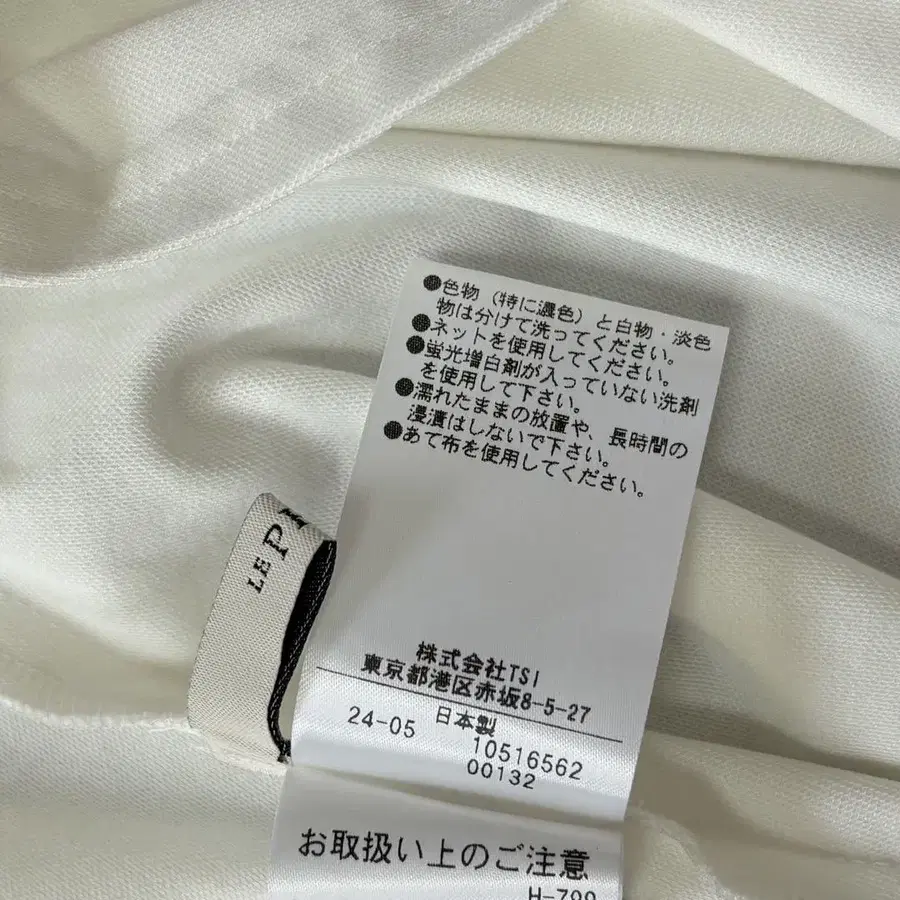 ●色物（特に濃色）と白物・淡色
物は分けて洗ってください。
●ネットを使用してください。
●蛍光増白剤が入っていない洗剤
を使用して下さい。
●濡れたままの放置や、長時間の
浸漬はしないで下さい。
●あて布を使用してください。
LE
株式会社TSI
東京都港区赤坂8-5-27
日本製
24-05
10516562
00132
お取扱い上のご注意